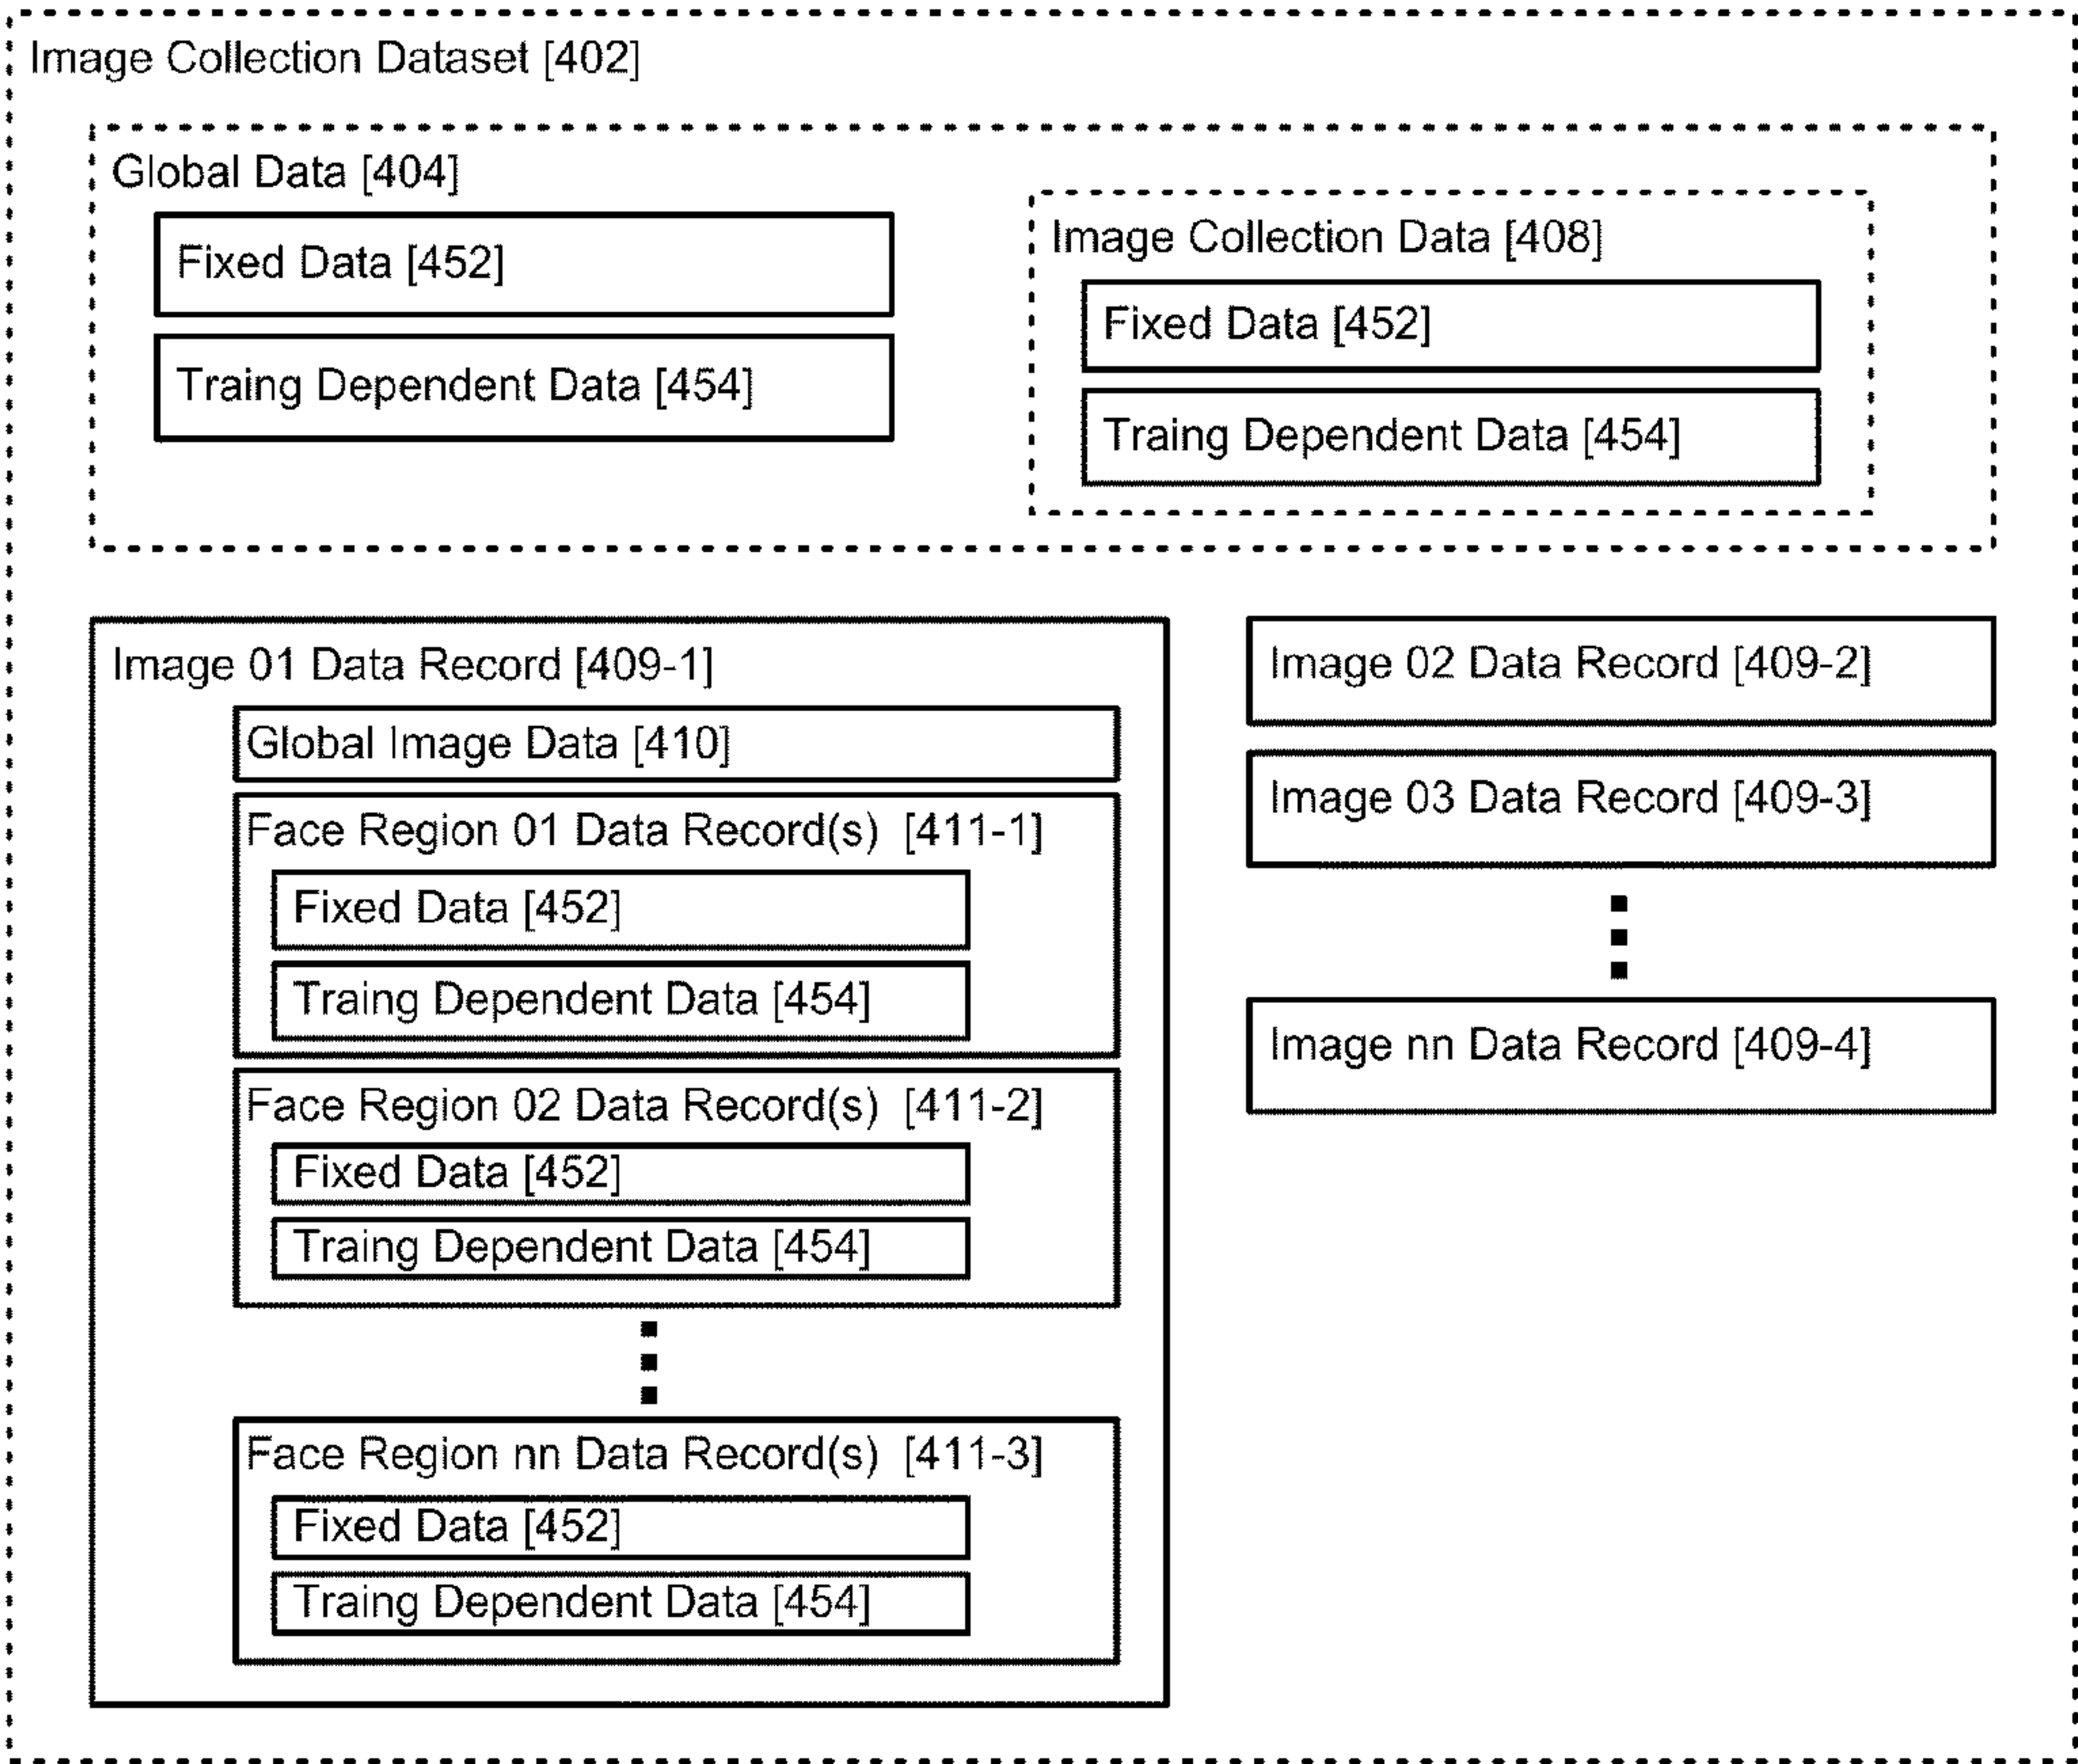 Image Collection Dataset [402]
Global Data [404]
Fixed Data [452]
Traing Dependent Data [454]
Image Collection Data [408]
Fixed Data [452]
Traing Dependent Data [454]
Image 01 Data Record [409-1]
Global Image Data [410]
Face Region 01 Data Record(s) [411-1]
Fixed Data [452]
Traing Dependent Data [454]
Face Region 02 Data Record(s) [411-2]
Fixed Data [452]
Traing Dependent Data [454]
Face Region nn Data Record(s) [411-3]
Fixed Data [452]
Traing Dependent Data [454]
Image 02 Data Record [409-2]
Image 03 Data Record [409-3]
Image nn Data Record [409-4]